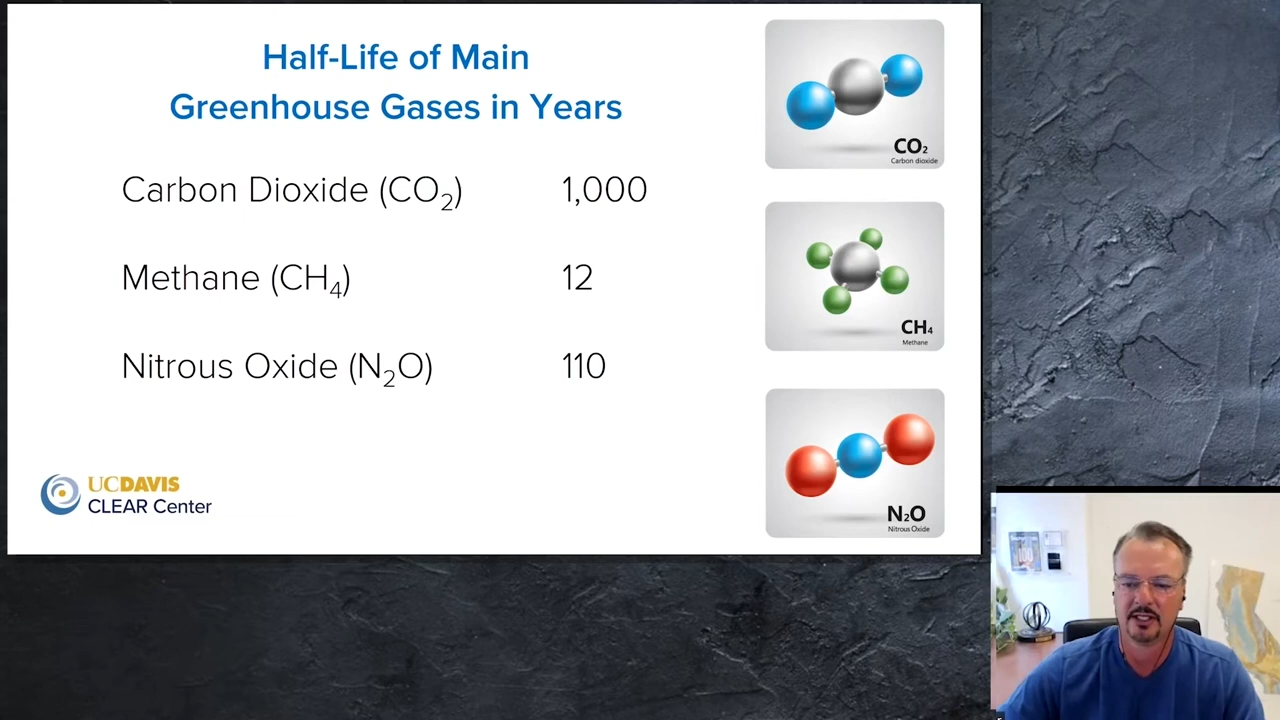 Half-Life of Main
Greenhouse Gases in Years
Carbon Dioxide (CO₂) 1,000
Methane (CH₄) 12
Nitrous Oxide (N₂O) 110
UCDAVIS
CLEAR Center
CO₂
Carbon dioxide
CH₄
Methane
N₂O
Nitrous Oxide